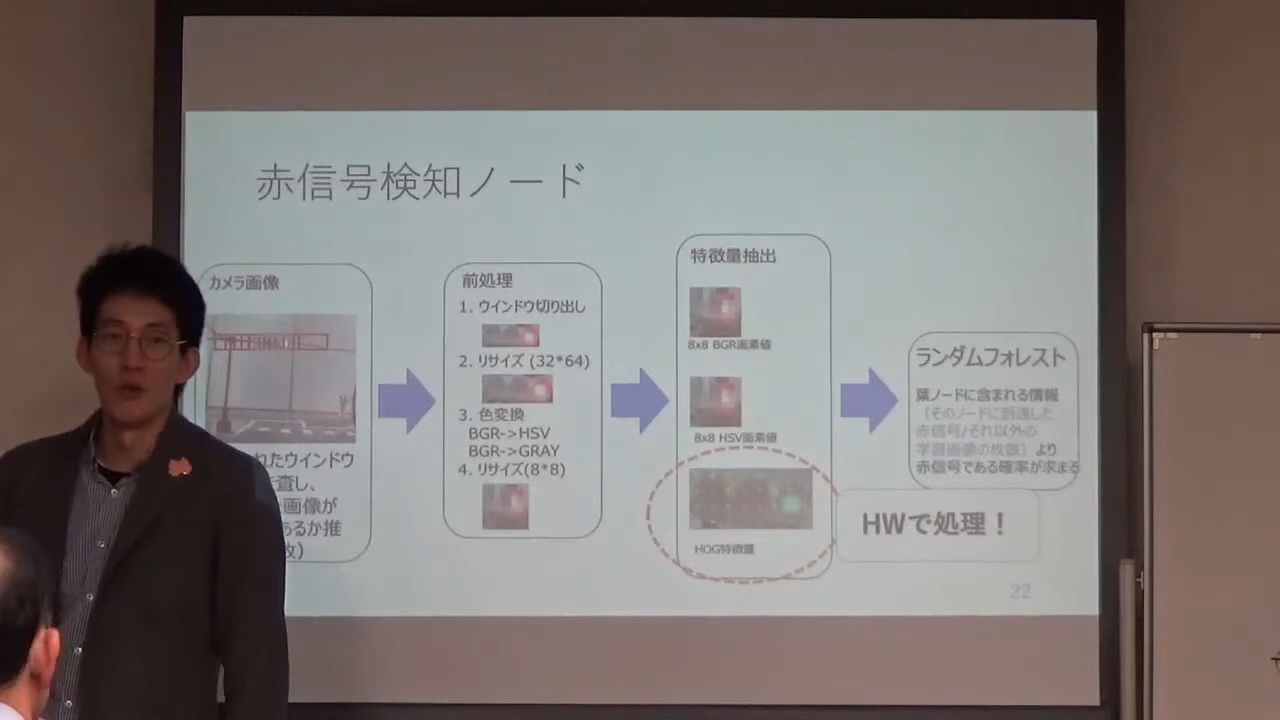 赤信号検知ノード
カメラ画像
れたウインドウ
査し、
画像が
あるか推
前処理
1. ウインドウ切り出し
2. リサイズ (32*64)
3. 色変換
BGR->HSV
BGR->GRAY
4. リサイズ(8*8)
特徴量抽出
8x8 BGR画素値
8x8 HSV画素値
HOG特徴量
ランダムフォレスト
葉ノードに含まれる情報
(そのノードに到達した
赤信号/それ以外の
学習画像の枚数) より
赤信号である確率が求まる
HWで処理！
22